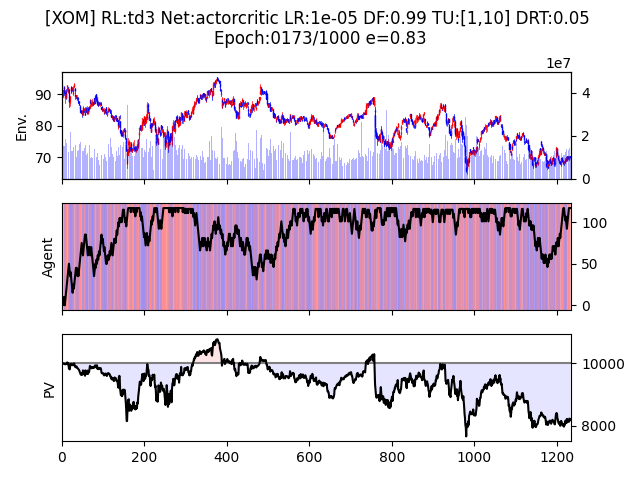 [XOM] RL:td3 Net:actorcritic LR:1e-05 DF:0.99 TU:[1,10] DRT:0.05
Epoch:0173/1000 e=0.83
1e7
Env.
90
80
70
4
2
0
Agent
100
50
0
PV
10000
8000
0 200 400 600 800 1000 1200